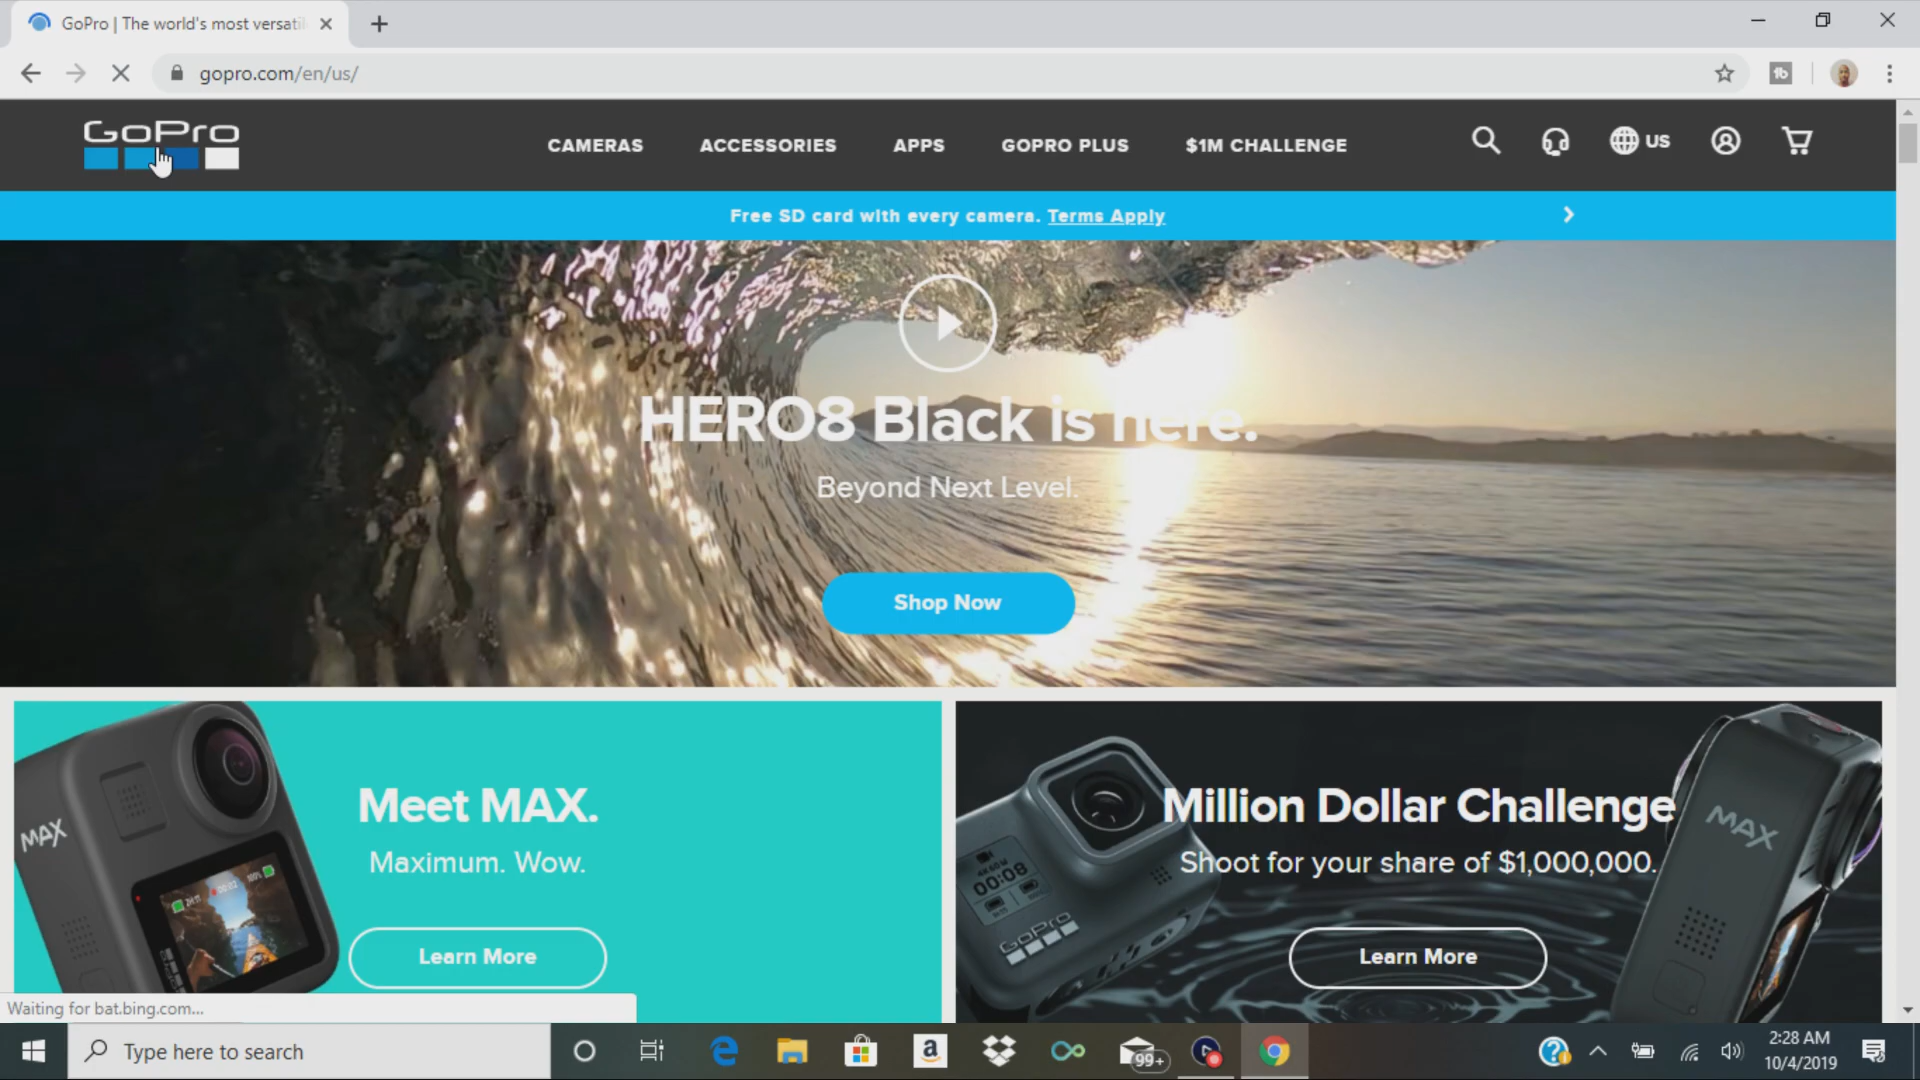 GoPro | The world's most versati
gopro.com/en/us/
GoPro
CAMERAS
ACCESSORIES
APPS
GOPRO PLUS
$1M CHALLENGE
US
Free SD card with every camera. Terms Apply
HERO8 Black is here.
Beyond Next Level.
Shop Now
MAX
Meet MAX.
Maximum. Wow.
Learn More
00:08
GoPro
Million Dollar Challenge
Shoot for your share of $1,000,000.
Learn More
MAX
Waiting for bat.bing.com...
Type here to search
99+
2:28 AM
10/4/2019